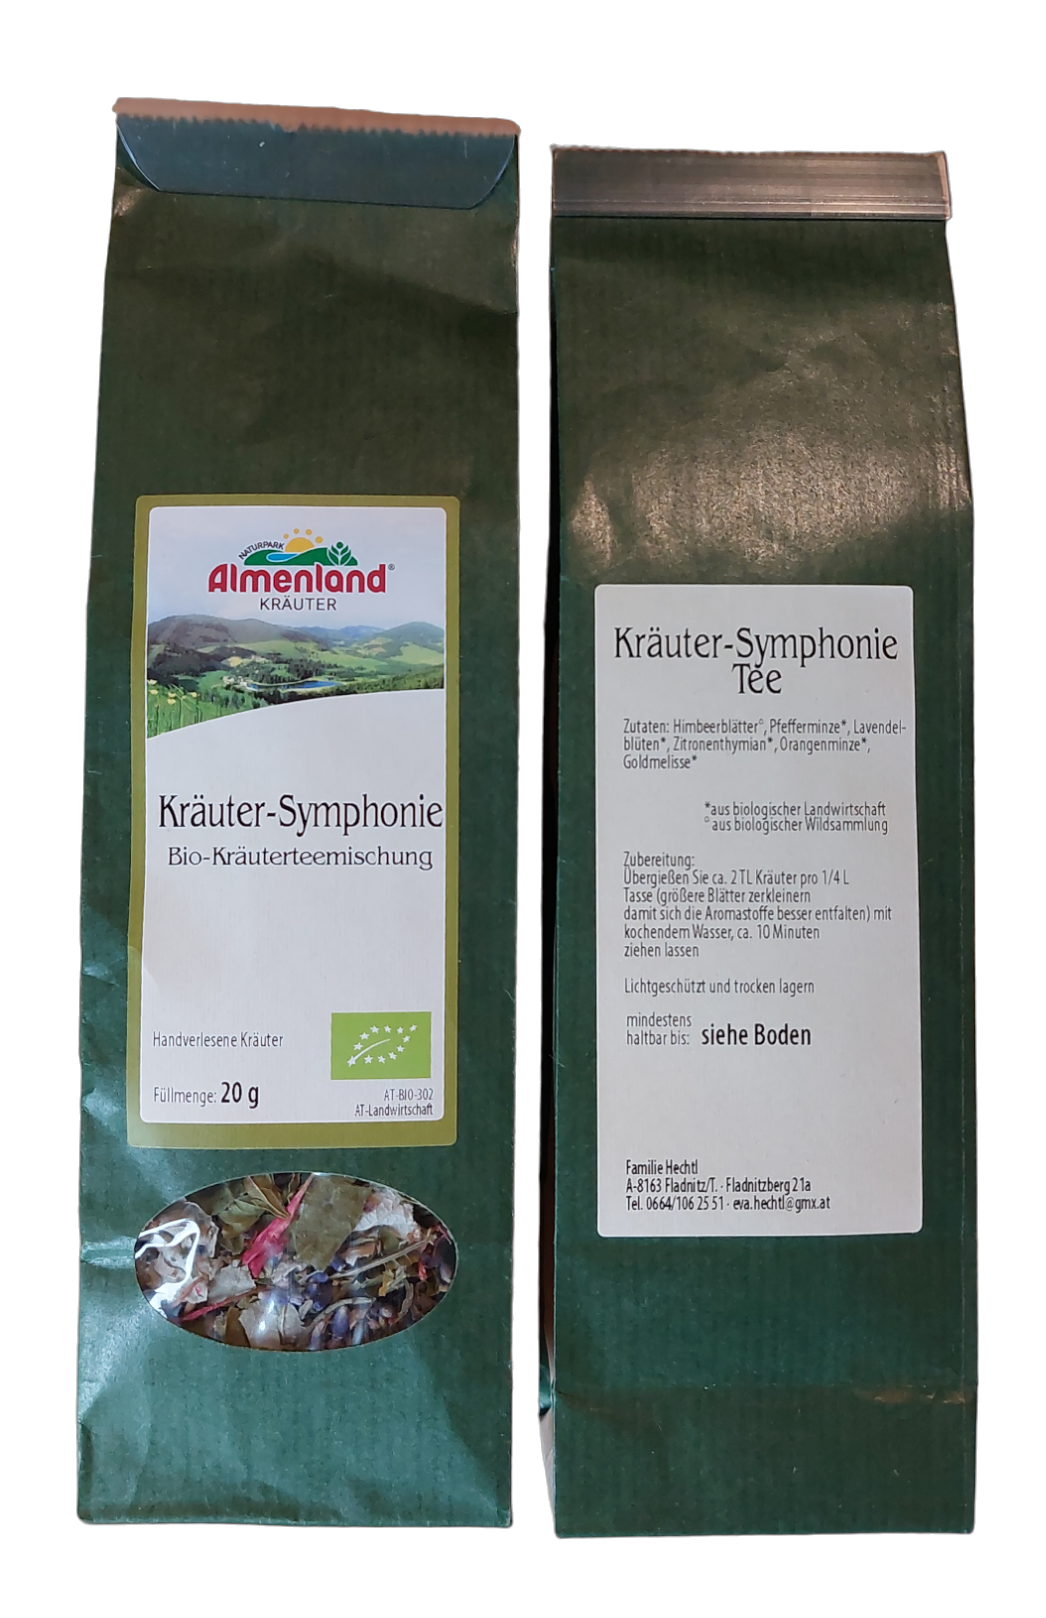 NATURPARK
Almenland®
KRÄUTER
Kräuter-Symphonie
Bio-Kräuterteemischung
Handverlesene Kräuter
Füllmenge: 20 g
AT-BIO-302
AT-Landwirtschaft
Kräuter-Symphonie
Tee
Zutaten: Himbeerblätter°, Pfefferminze*, Lavendel-
blüten*, Zitronenthymian*, Orangenminze*,
Goldmelisse*
*aus biologischer Landwirtschaft
°aus biologischer Wildsammlung
Zubereitung:
Übergießen Sie ca. 2 TL Kräuter pro 1/4 L
Tasse (größere Blätter zerkleinern
damit sich die Aromastoffe besser entfalten) mit
kochendem Wasser, ca. 10 Minuten
ziehen lassen
Lichtgeschützt und trocken lagern
mindestens
haltbar bis: siehe Boden
Familie Hechtl
A-8163 Fladnitz/T. · Fladnitzberg 21a
Tel. 0664/106 25 51 · eva.hechtl@gmx.at